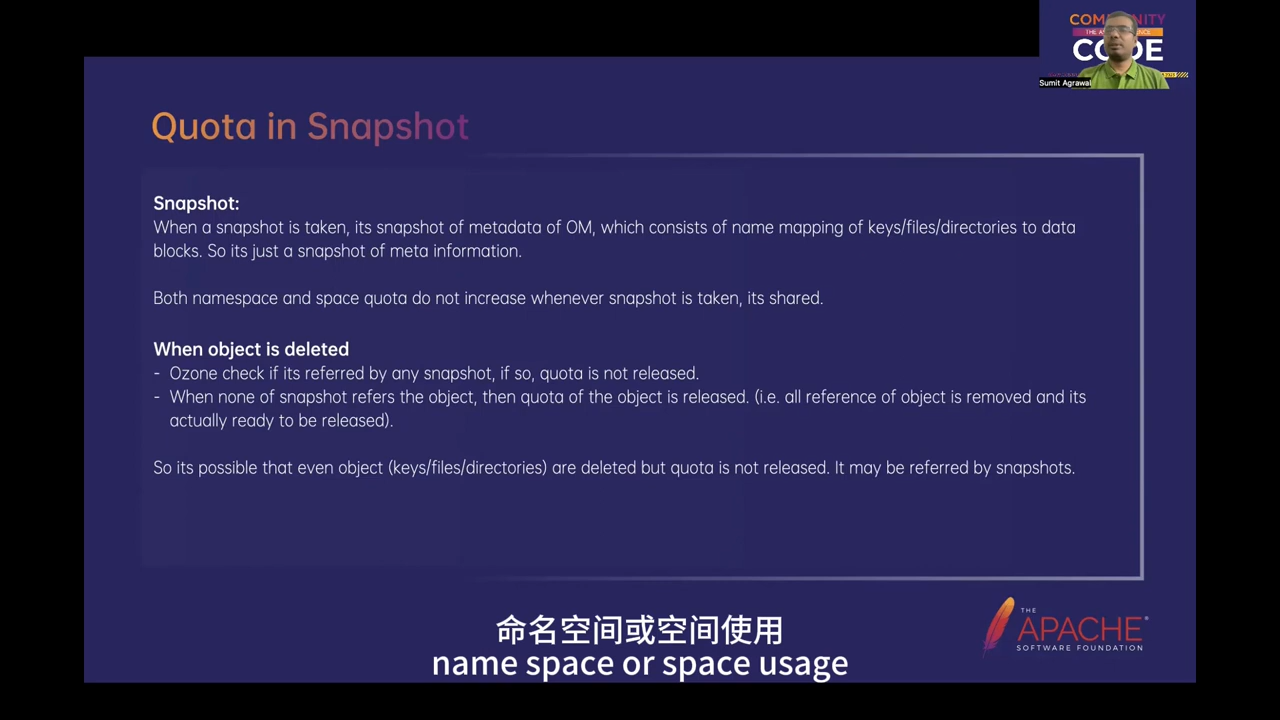 COMMUNITY
CODE
Sumit Agrawal
Quota in Snapshot
Snapshot:
When a snapshot is taken, its snapshot of metadata of OM, which consists of name mapping of keys/files/directories to data
blocks. So its just a snapshot of meta information.
Both namespace and space quota do not increase whenever snapshot is taken, its shared.
When object is deleted
- Ozone check if its referred by any snapshot, if so, quota is not released.
- When none of snapshot refers the object, then quota of the object is released. (i.e. all reference of object is removed and its
actually ready to be released).
So its possible that even object (keys/files/directories) are deleted but quota is not released. It may be referred by snapshots.
THE
APACHE®
SOFTWARE FOUNDATION
命名空间或空间使用
name space or space usage